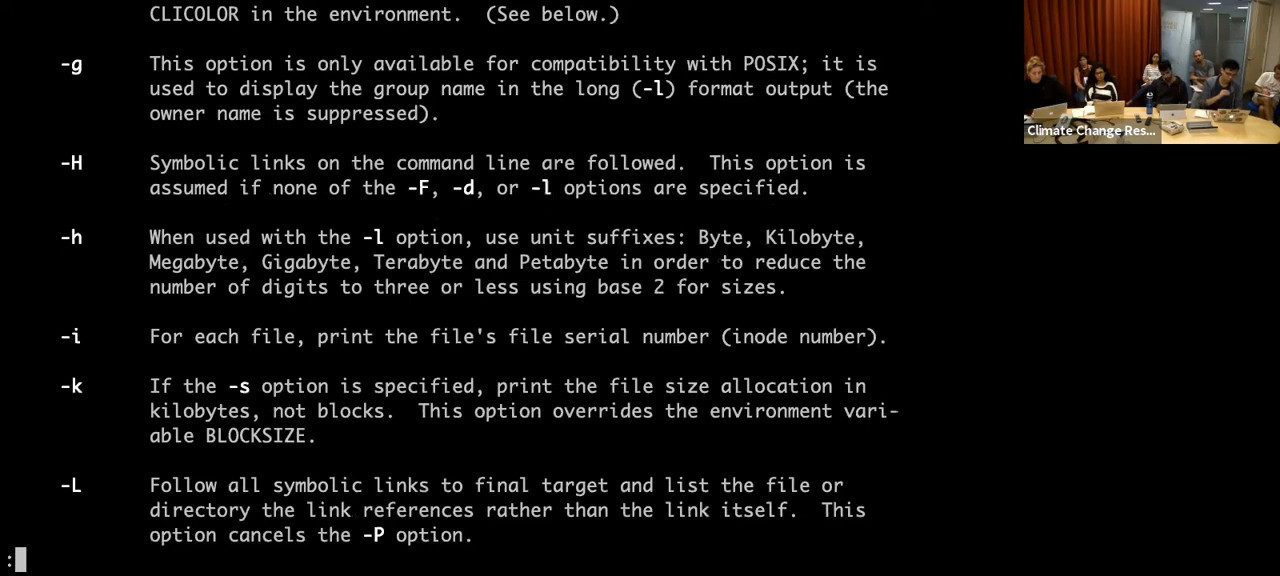 CLICOLOR in the environment.  (See below.)
-g      This option is only available for compatibility with POSIX; it is
used to display the group name in the long (-l) format output (the
owner name is suppressed).
-H      Symbolic links on the command line are followed.  This option is
assumed if none of the -F, -d, or -l options are specified.
-h      When used with the -l option, use unit suffixes: Byte, Kilobyte,
Megabyte, Gigabyte, Terabyte and Petabyte in order to reduce the
number of digits to three or less using base 2 for sizes.
-i      For each file, print the file's file serial number (inode number).
-k      If the -s option is specified, print the file size allocation in
kilobytes, not blocks.  This option overrides the environment vari-
able BLOCKSIZE.
-L      Follow all symbolic links to final target and list the file or
directory the link references rather than the link itself.  This
option cancels the -P option.
:
Climate Change Res...